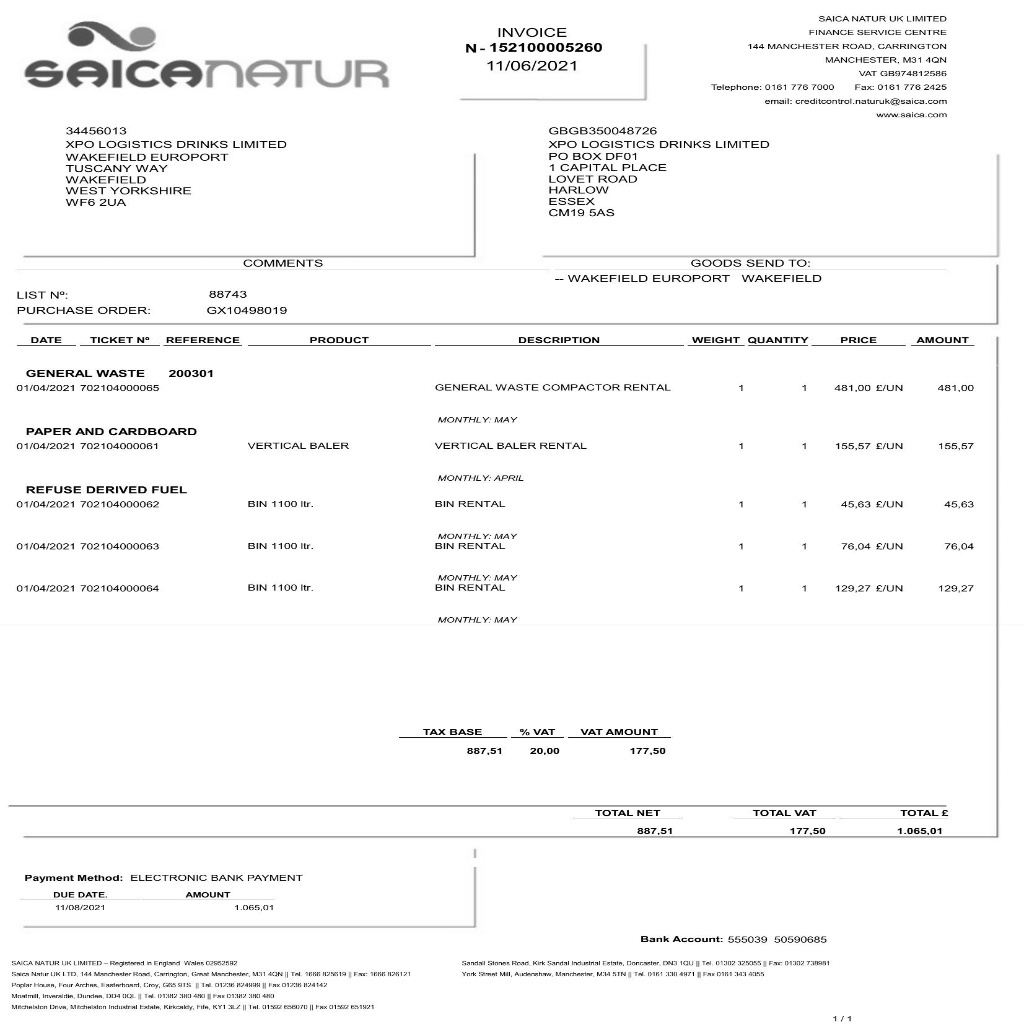 SAICANATUR
INVOICE
N - 152100005260
11/06/2021
SAICA NATUR UK LIMITED
FINANCE SERVICE CENTRE
144 MANCHESTER ROAD, CARRINGTON
MANCHESTER, M31 4QN
VAT GB974812586
Telephone: 0161 776 7000 Fax: 0161 776 2425
email: creditcontrol.naturuk@saica.com
www.saica.com
34456013
XPO LOGISTICS DRINKS LIMITED
WAKEFIELD EUROPORT
TUSCANY WAY
WAKEFIELD
WEST YORKSHIRE
WF6 2UA
GBGB350048726
XPO LOGISTICS DRINKS LIMITED
PO BOX DF01
1 CAPITAL PLACE
LOVET ROAD
HARLOW
ESSEX
CM19 5AS
COMMENTS
LIST Nº: 88743
PURCHASE ORDER: GX10498019
GOODS SEND TO:
-- WAKEFIELD EUROPORT WAKEFIELD
DATE TICKET Nº REFERENCE PRODUCT DESCRIPTION WEIGHT QUANTITY PRICE AMOUNT
GENERAL WASTE 200301
01/04/2021 702104000065 GENERAL WASTE COMPACTOR RENTAL 1 1 481,00 £/UN 481,00
MONTHLY: MAY
PAPER AND CARDBOARD
01/04/2021 702104000061 VERTICAL BALER VERTICAL BALER RENTAL 1 1 155,57 £/UN 155,57
MONTHLY: APRIL
REFUSE DERIVED FUEL
01/04/2021 702104000062 BIN 1100 ltr. BIN RENTAL 1 1 45,63 £/UN 45,63
MONTHLY: MAY
01/04/2021 702104000063 BIN 1100 ltr. BIN RENTAL 1 1 76,04 £/UN 76,04
MONTHLY: MAY
01/04/2021 702104000064 BIN 1100 ltr. BIN RENTAL 1 1 129,27 £/UN 129,27
MONTHLY: MAY
TAX BASE % VAT VAT AMOUNT
887,51 20,00 177,50
TOTAL NET TOTAL VAT TOTAL £
887,51 177,50 1.065,01
Payment Method: ELECTRONIC BANK PAYMENT
DUE DATE. AMOUNT
11/08/2021 1.065,01
Bank Account: 555039 50590685
SAICA NATUR UK LIMITED – Registered in England Wales 02952592
Saica Natur UK LTD, 144 Manchester Road, Carrington, Great Manchester, M31 4QN || Tel. 1666 825619 || Fax: 1666 826121
Poplar House, Four Arches, Easterboard, Croy, G65 9TS || Tel. 01236 824999 || Fax 01236 824142
Moatmill, Inveraldie, Dundee, DD4 0QL || Tel. 01382 380 480 || Fax 01382 380 480
Mitchelston Drive, Mitchelston Industrial Estate, Kirkcaldy, Fife, KY1 3LZ || Tel. 01592 656070 || Fax 01592 651921
Sandall Stones Road, Kirk Sandal Industrial Estate, Doncaster, DN3 1QU || Tel. 01302 325055 || Fax: 01302 738981
York Street Mill, Audenshaw, Manchester, M34 5TN || Tel. 0161 330 4971 || Fax 0161 343 4055
1 / 1